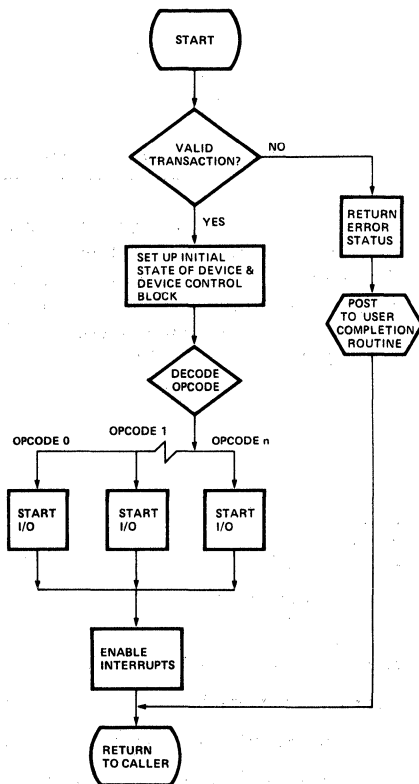 START
VALID
TRANSACTION?
NO
YES
RETURN
ERROR
STATUS
SET UP INITIAL
STATE OF DEVICE &
DEVICE CONTROL
BLOCK
POST
TO USER
COMPLETION
ROUTINE
DECODE
OPCODE
OPCODE 0
OPCODE 1
OPCODE n
START
I/O
START
I/O
START
I/O
ENABLE
INTERRUPTS
RETURN
TO CALLER